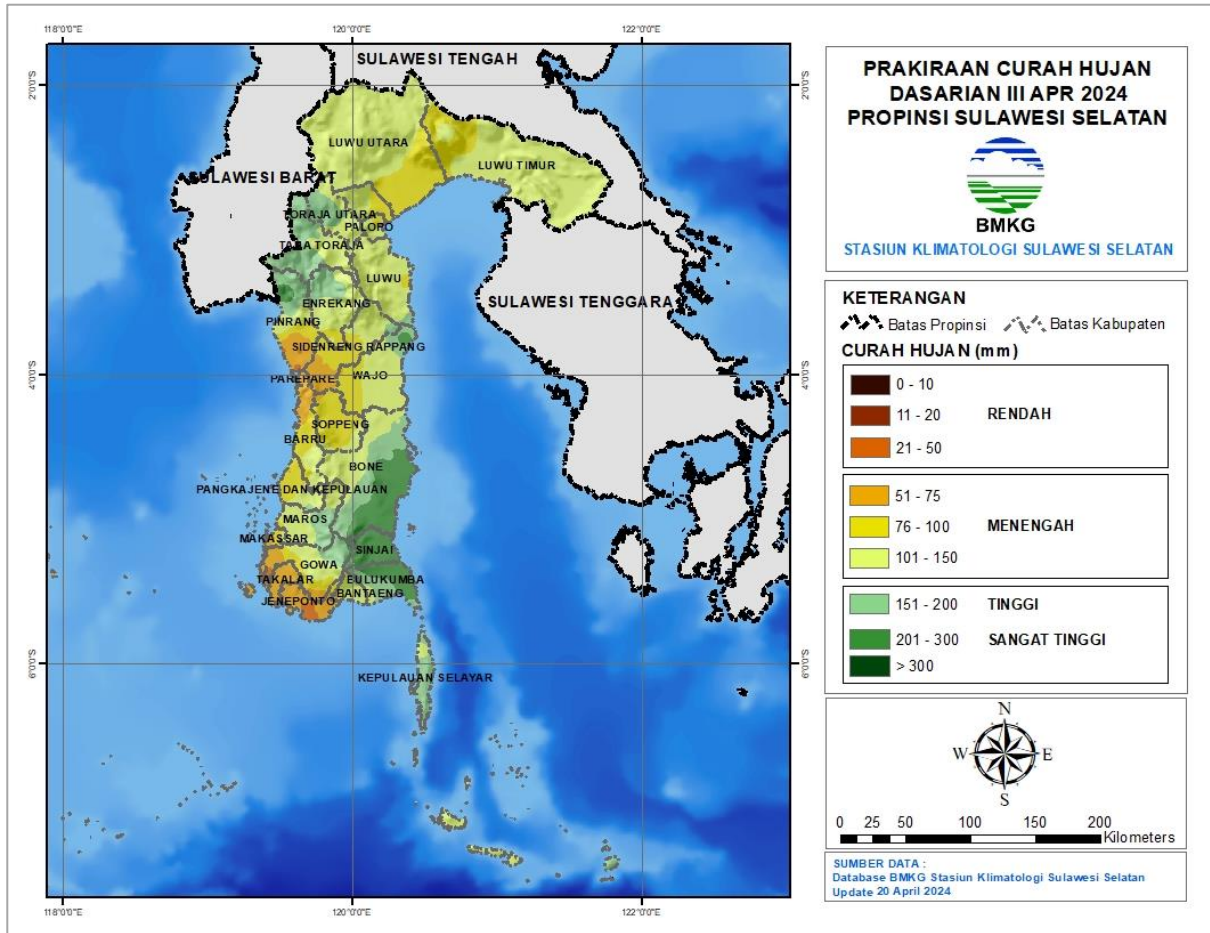 118°0'0"E
120°0'0"E
122°0'0"E
2°0'0"S
4°0'0"S
6°0'0"S
2°0'0"S
4°0'0"S
6°0'0"S
118°0'0"E
120°0'0"E
122°0'0"E
SULAWESI TENGAH
LUWU UTARA
LUWU TIMUR
SULAWESI BARAT
TORAJA UTARA
PALOPO
TANA TORAJA
LUWU
SULAWESI TENGGARA
ENREKANG
PINRANG
SIDENRENG RAPPANG
PAREPARE
WAJO
SOPPENG
BARRU
BONE
PANGKAJENE DAN KEPULAUAN
MAROS
MAKASSAR
SINJAI
GOWA
TAKALAR
BULUKUMBA
BANTAENG
JENEPONTO
KEPULAUAN SELAYAR
PRAKIRAAN CURAH HUJAN
DASARIAN III APR 2024
PROPINSI SULAWESI SELATAN
BMKG
STASIUN KLIMATOLOGI SULAWESI SELATAN
KETERANGAN
Batas Propinsi Batas Kabupaten
CURAH HUJAN (mm)
0 - 10
11 - 20 RENDAH
21 - 50
51 - 75
76 - 100 MENENGAH
101 - 150
151 - 200 TINGGI
201 - 300 SANGAT TINGGI
> 300
N
W E
S
0 25 50 100 150 200
Kilometers
SUMBER DATA :
Database BMKG Stasiun Klimatologi Sulawesi Selatan
Update 20 April 2024